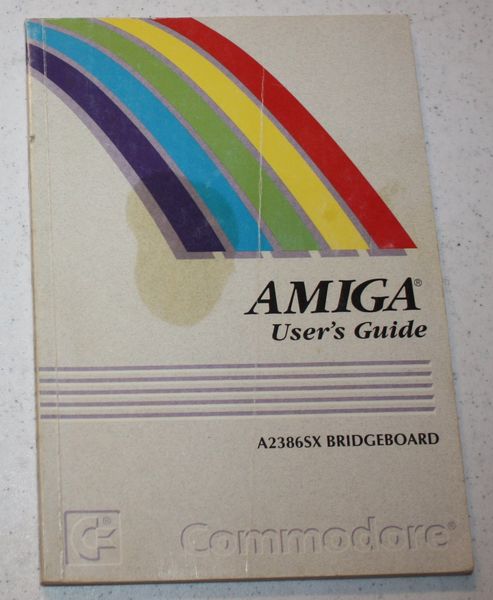 AMIGA®
User's Guide
A2386SX BRIDGEBOARD
Commodore®